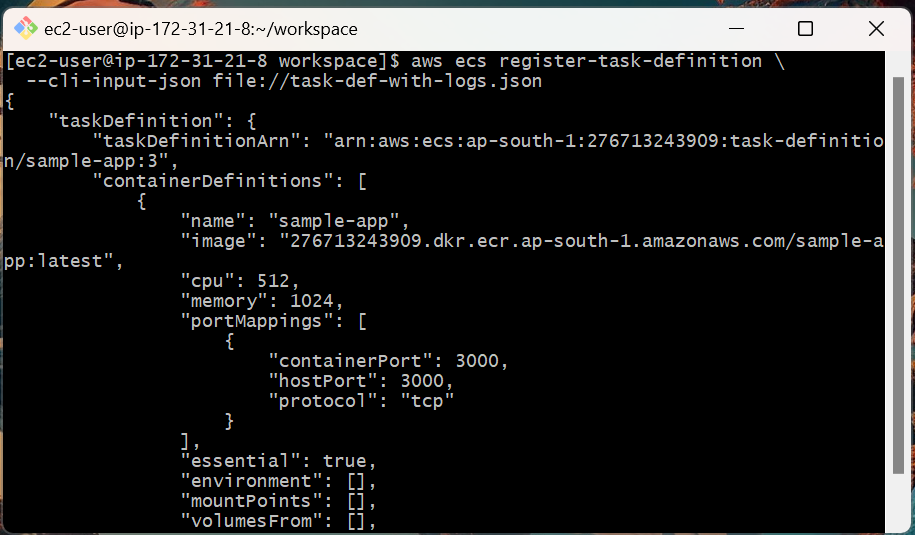 ec2-user@ip-172-31-21-8:~/workspace
[ec2-user@ip-172-31-21-8 workspace]$ aws ecs register-task-definition \
  --cli-input-json file://task-def-with-logs.json
{
    "taskDefinition": {
        "taskDefinitionArn": "arn:aws:ecs:ap-south-1:276713243909:task-definitio
n/sample-app:3",
        "containerDefinitions": [
            {
                "name": "sample-app",
                "image": "276713243909.dkr.ecr.ap-south-1.amazonaws.com/sample-a
pp:latest",
                "cpu": 512,
                "memory": 1024,
                "portMappings": [
                    {
                        "containerPort": 3000,
                        "hostPort": 3000,
                        "protocol": "tcp"
                    }
                ],
                "essential": true,
                "environment": [],
                "mountPoints": [],
                "volumesFrom": [],